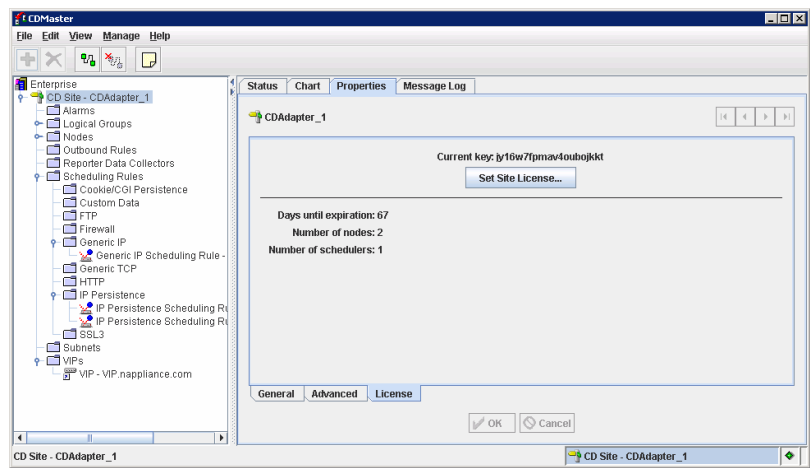 CDMaster
File Edit View Manage Help
Enterprise
CD Site - CDAdapter_1
Alarms
Logical Groups
Nodes
Outbound Rules
Reporter Data Collectors
Scheduling Rules
Cookie/CGI Persistence
Custom Data
FTP
Firewall
Generic IP
Generic IP Scheduling Rule -
Generic TCP
HTTP
IP Persistence
IP Persistence Scheduling Ru
IP Persistence Scheduling Ru
SSL3
Subnets
VIPs
VIP - VIP.nappliance.com
Status Chart Properties Message Log
CDAdapter_1
Current key: jy16w7fpmav4oubojkkt
Set Site License...
Days until expiration: 67
Number of nodes: 2
Number of schedulers: 1
General Advanced License
OK Cancel
CD Site - CDAdapter_1
CD Site - CDAdapter_1